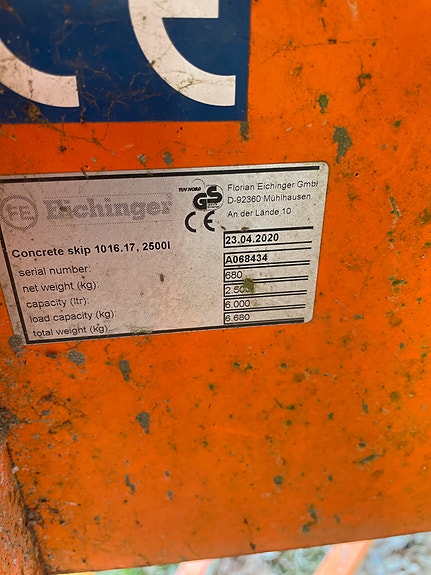 CE
FE Eichinger
TÜV NORD
GS
CE
Florian Eichinger GmbH
D-92360 Mühlhausen
An der Lände 10
Concrete skip 1016.17, 2500l
23.04.2020
serial number:
A068434
net weight (kg):
680
capacity (ltr):
2.503
load capacity (kg):
6.000
total weight (kg):
6.680